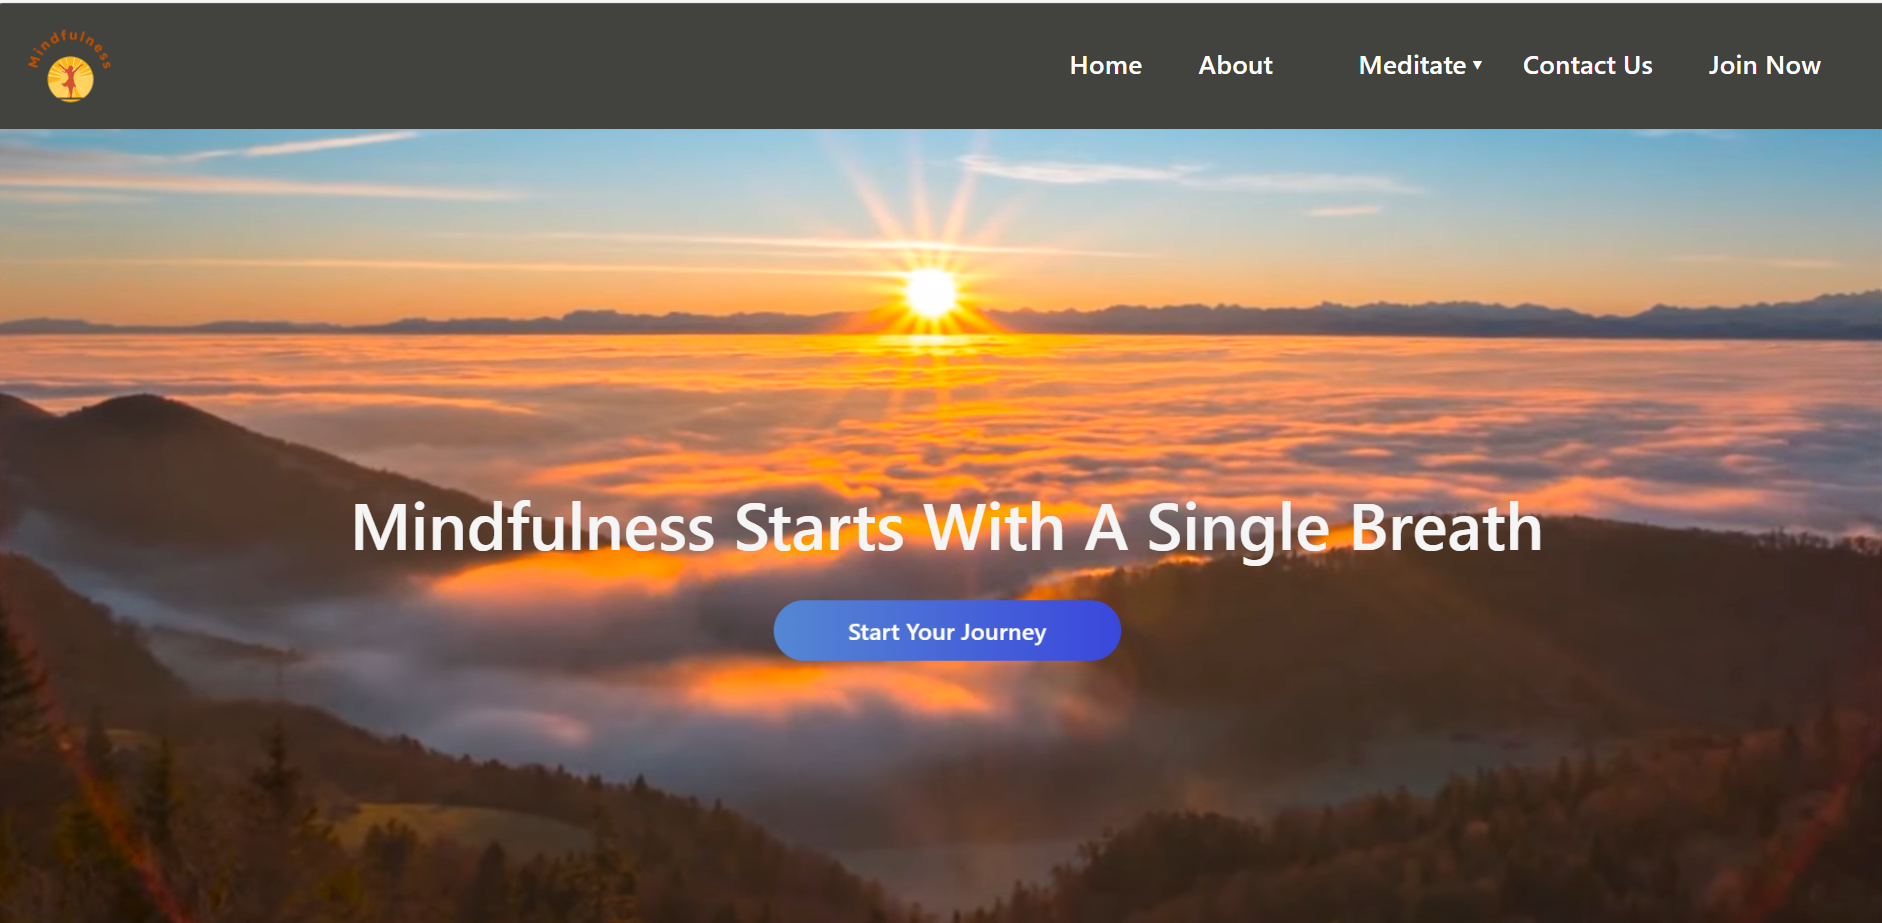 Mindfulness
Home About Meditate ▾ Contact Us Join Now
Mindfulness Starts With A Single Breath
Start Your Journey